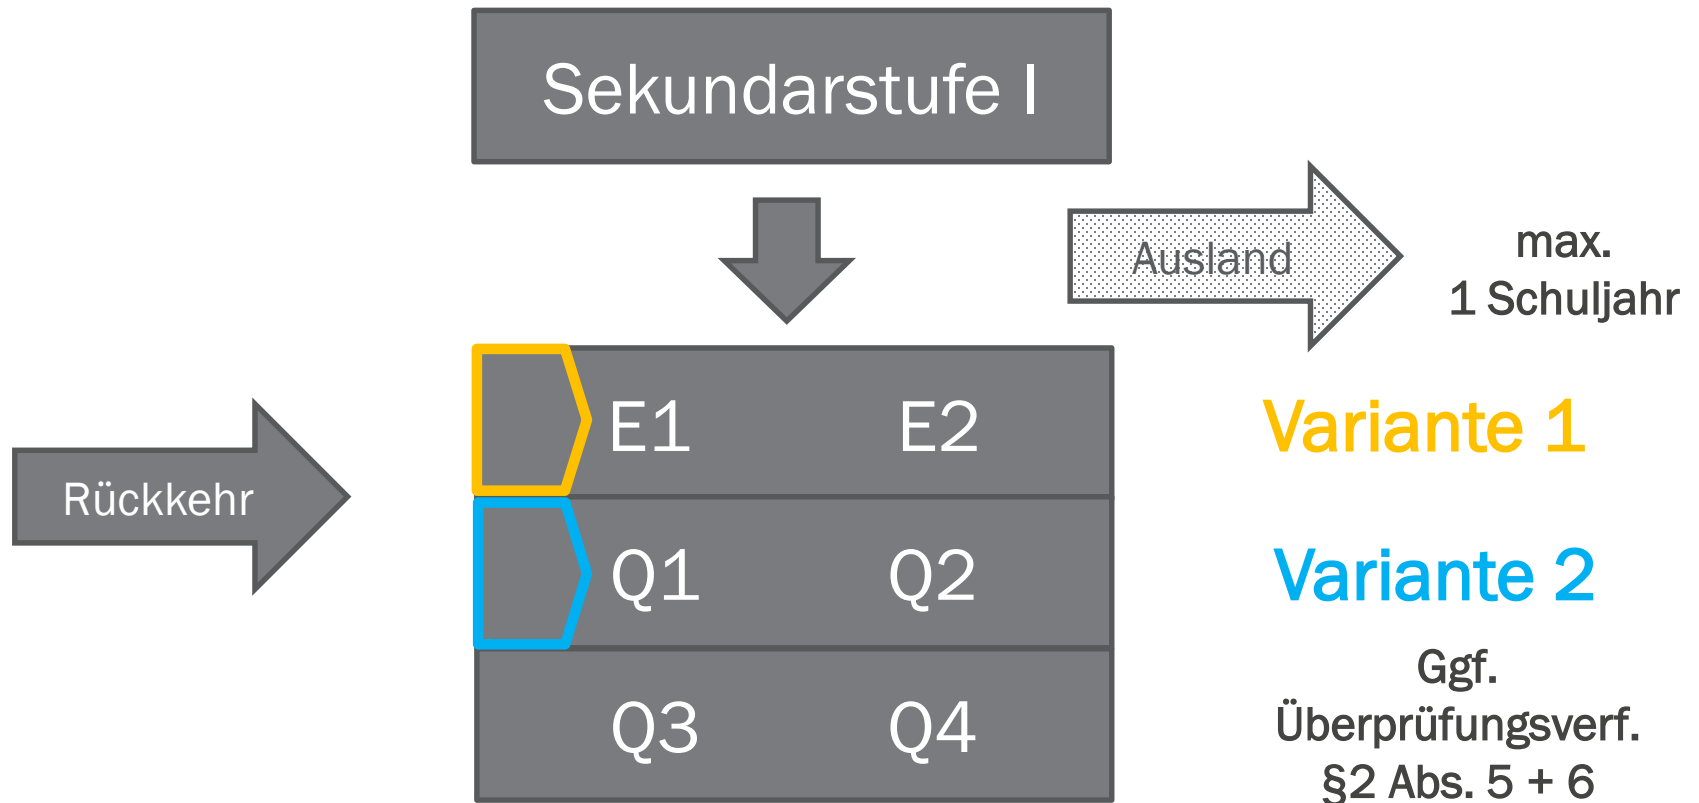 Sekundarstufe I
Ausland
max.
1 Schuljahr
E1 E2
Variante 1
Rückkehr
Q1 Q2
Variante 2
Q3 Q4
Ggf.
Überprüfungsverf.
§2 Abs. 5 + 6